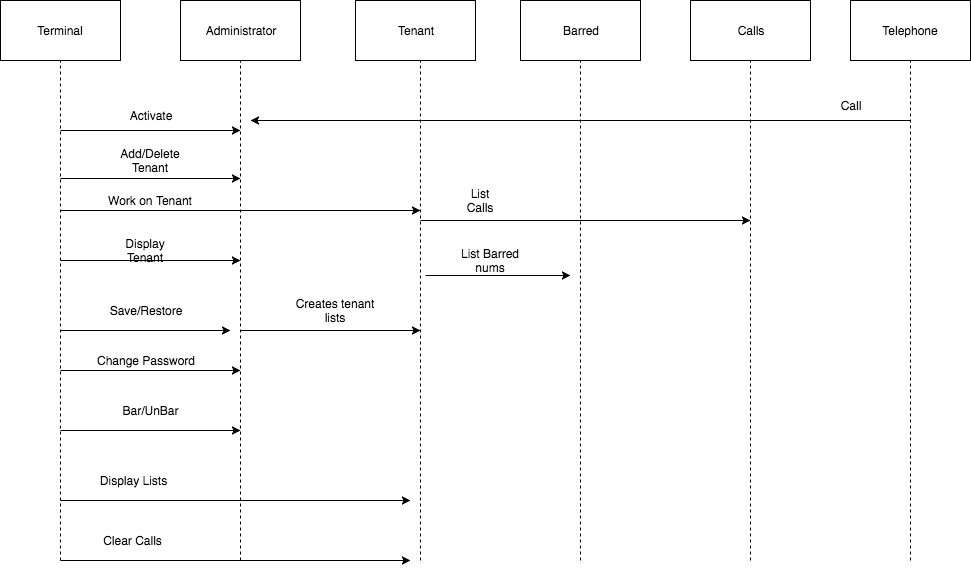 Terminal
Administrator
Tenant
Barred
Calls
Telephone
Activate
Call
Add/Delete
Tenant
Work on Tenant
List
Calls
Display
Tenant
List Barred
nums
Save/Restore
Creates tenant
lists
Change Password
Bar/UnBar
Display Lists
Clear Calls